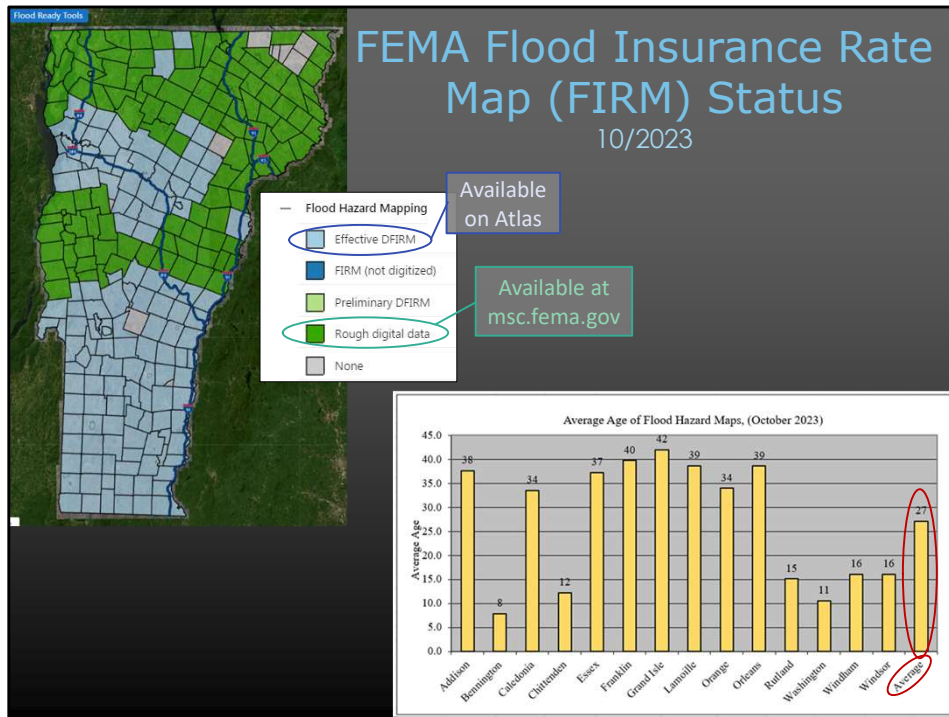 Flood Ready Tools
FEMA Flood Insurance Rate
Map (FIRM) Status
10/2023
Flood Hazard Mapping
Effective DFIRM
FIRM (not digitized)
Preliminary DFIRM
Rough digital data
None
Available
on Atlas
Available at
msc.fema.gov
Average Age of Flood Hazard Maps, (October 2023)
Average Age
45.0
40.0
35.0
30.0
25.0
20.0
15.0
10.0
5.0
0.0
38
8
34
12
37
40
42
39
34
39
15
11
16
16
27
Addison
Bennington
Caledonia
Chittenden
Essex
Franklin
Grand Isle
Lamoille
Orange
Orleans
Rutland
Washington
Windham
Windsor
Average